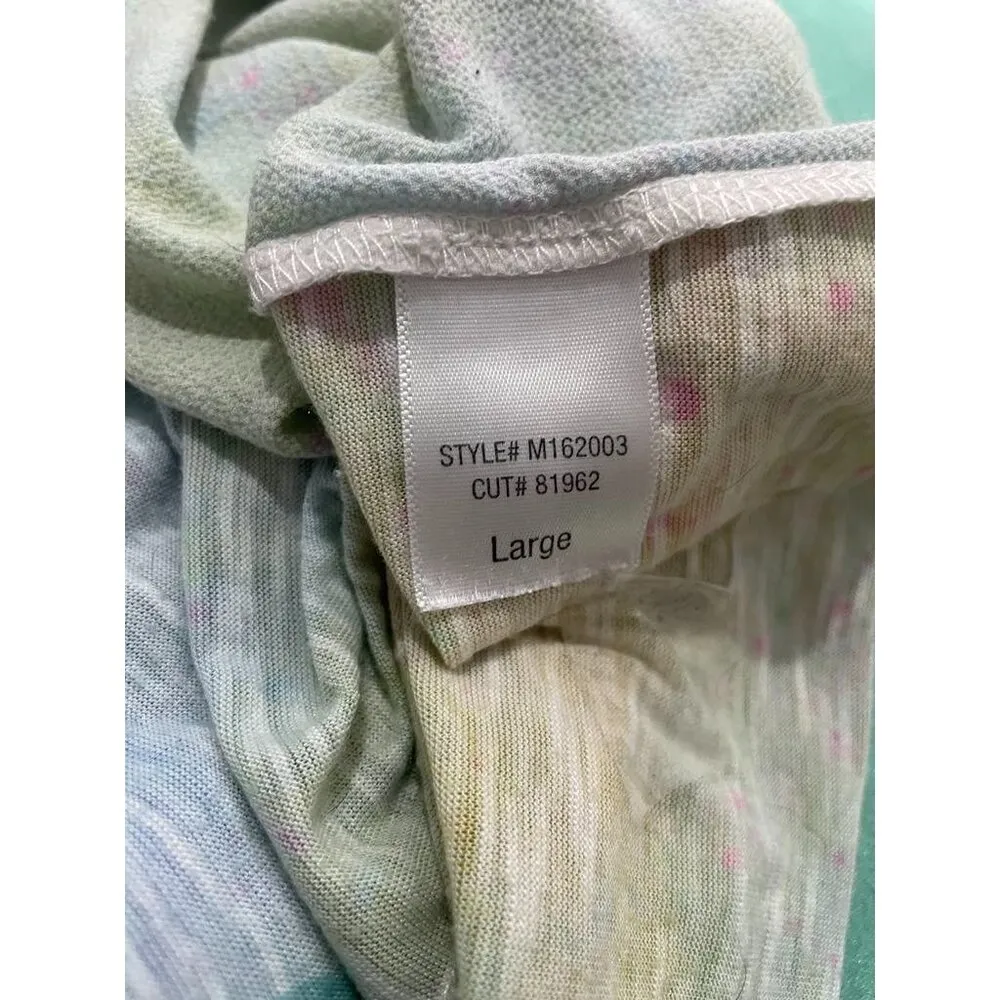 STYLE# M162003
CUT# 81962
Large